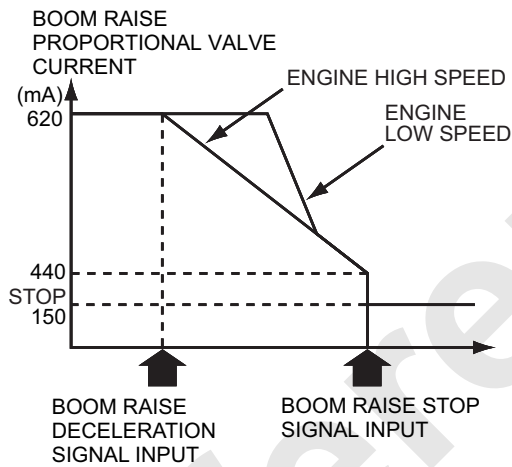 BOOM RAISE
PROPORTIONAL VALVE
CURRENT
(mA)
620
ENGINE HIGH SPEED
ENGINE
LOW SPEED
440
STOP
150
BOOM RAISE
DECELERATION
SIGNAL INPUT
BOOM RAISE STOP
SIGNAL INPUT